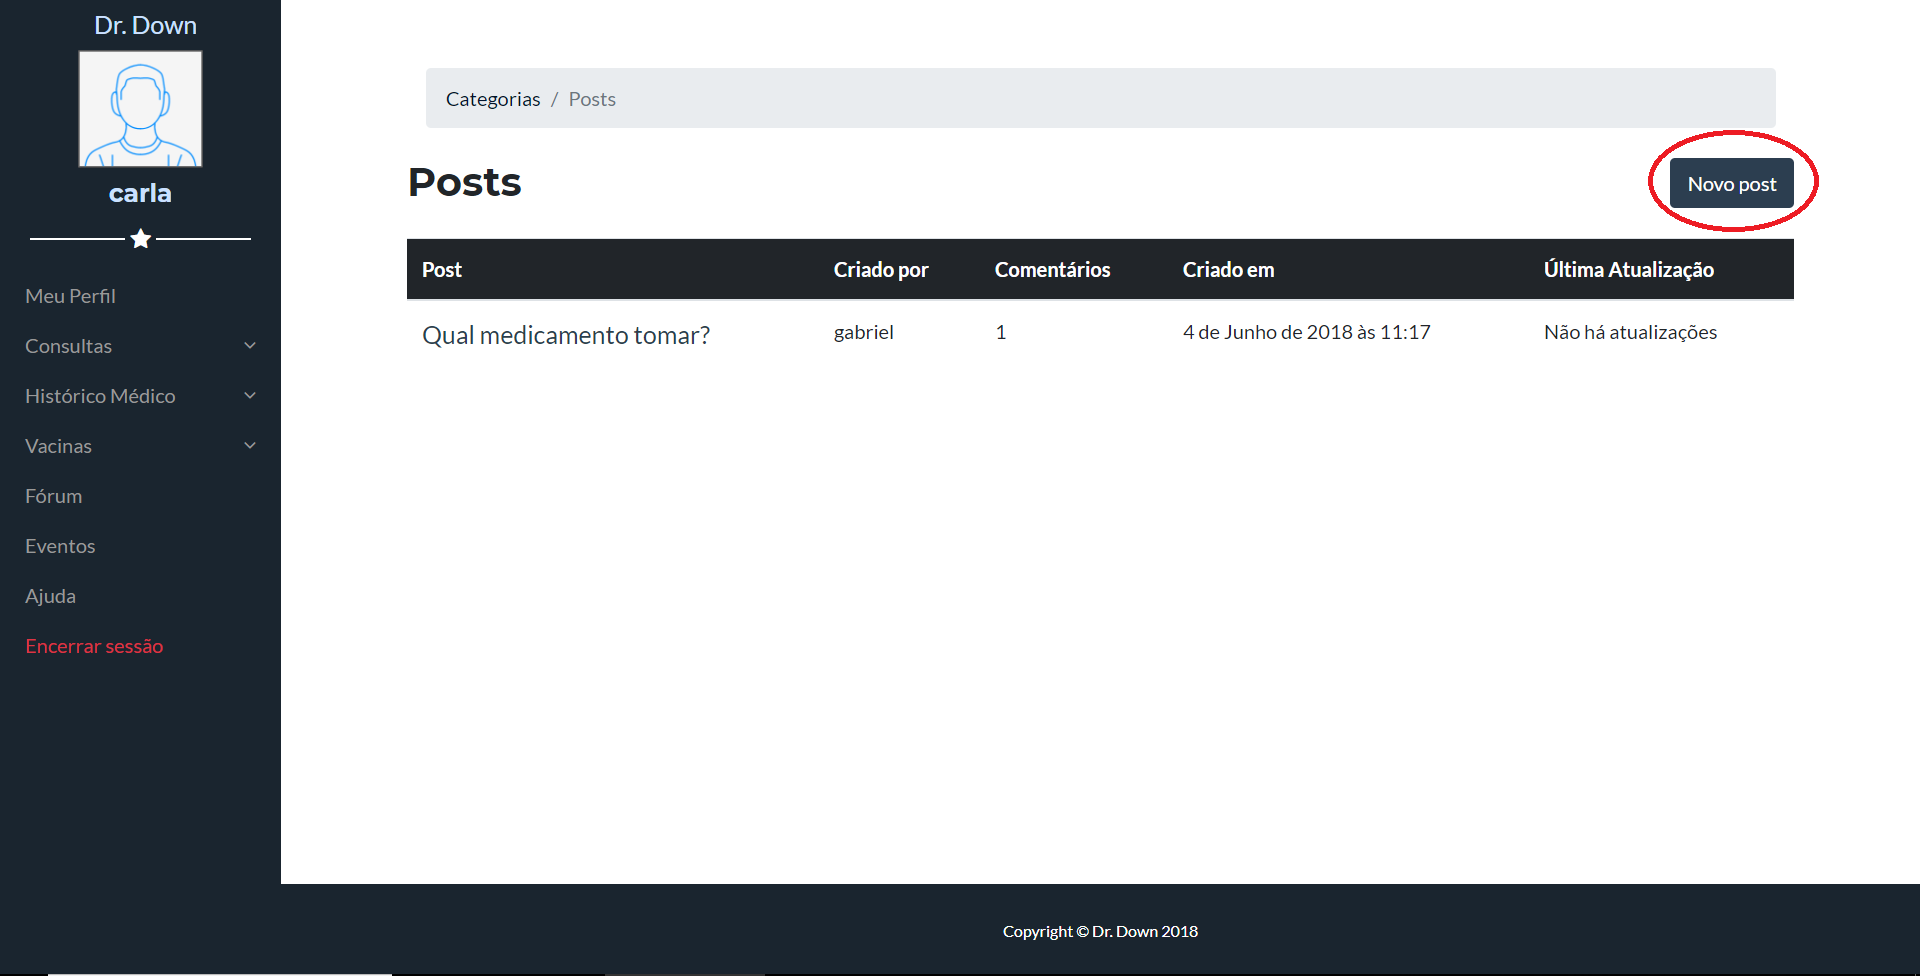 Dr. Down
carla
Meu Perfil
Consultas
Histórico Médico
Vacinas
Fórum
Eventos
Ajuda
Encerrar sessão
Categorias / Posts
Posts
Novo post
Post Criado por Comentários Criado em Última Atualização
Qual medicamento tomar? gabriel 1 4 de Junho de 2018 às 11:17 Não há atualizações
Copyright © Dr. Down 2018